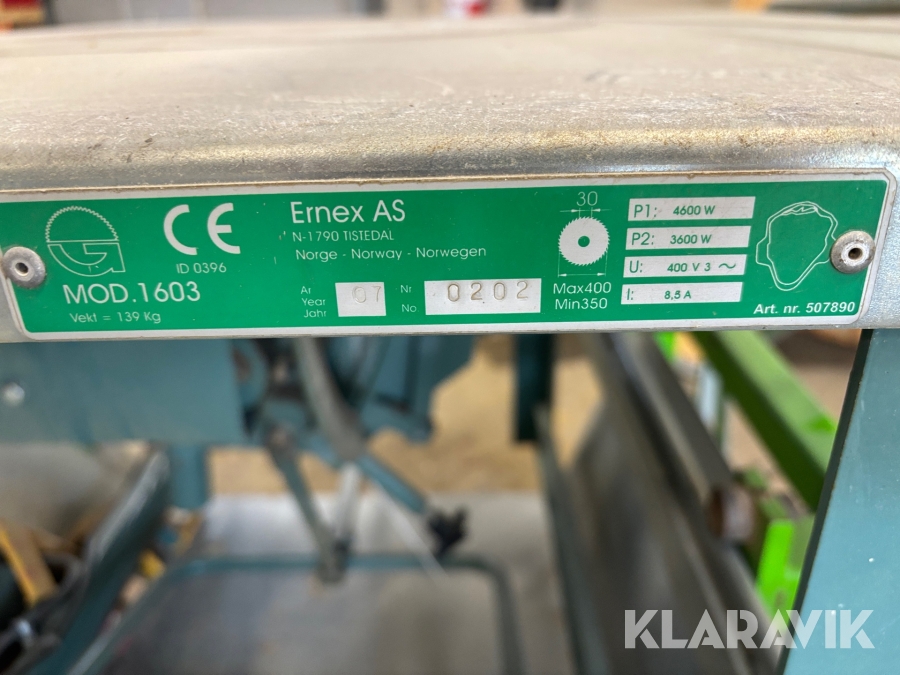 CE
ID 0396
MOD.1603
Vekt = 139 Kg
Ernex AS
N-1790 TISTEDAL
Norge - Norway - Norwegen
Ar
Year
Jahr
07
Nr
No.
0202
30
Max400
Min350
P1: 4600 W
P2: 3600 W
U: 400 V 3 ~
I: 8,5 A
Art. nr. 507890
KLARAVIK